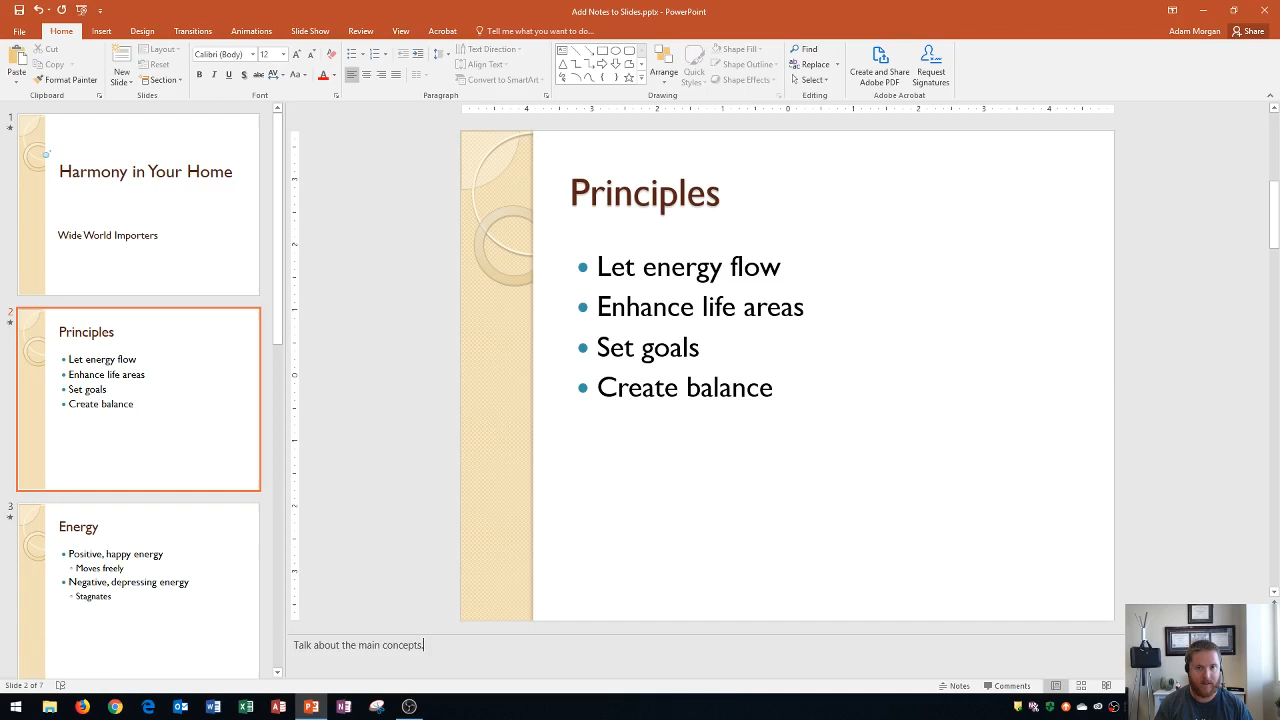 Add Notes to Slides.pptx - PowerPoint
File Home Insert Design Transitions Animations Slide Show Review View Acrobat Tell me what you want to do... Adam Morgan Share
Cut
Copy
Format Painter
Paste
Clipboard
New Slide
Layout
Reset
Section
Slides
Calibri (Body) 12
Font
Text Direction
Align Text
Convert to SmartArt
Paragraph
Arrange
Quick Styles
Shape Fill
Shape Outline
Shape Effects
Drawing
Find
Replace
Select
Editing
Create and Share Adobe PDF
Request Signatures
Adobe Acrobat
1
Harmony in Your Home
Wide World Importers
2
Principles
Let energy flow
Enhance life areas
Set goals
Create balance
3
Energy
Positive, happy energy
Moves freely
Negative, depressing energy
Stagnates
Principles
Let energy flow
Enhance life areas
Set goals
Create balance
Talk about the main concepts.
Slide 2 of 7 Notes Comments